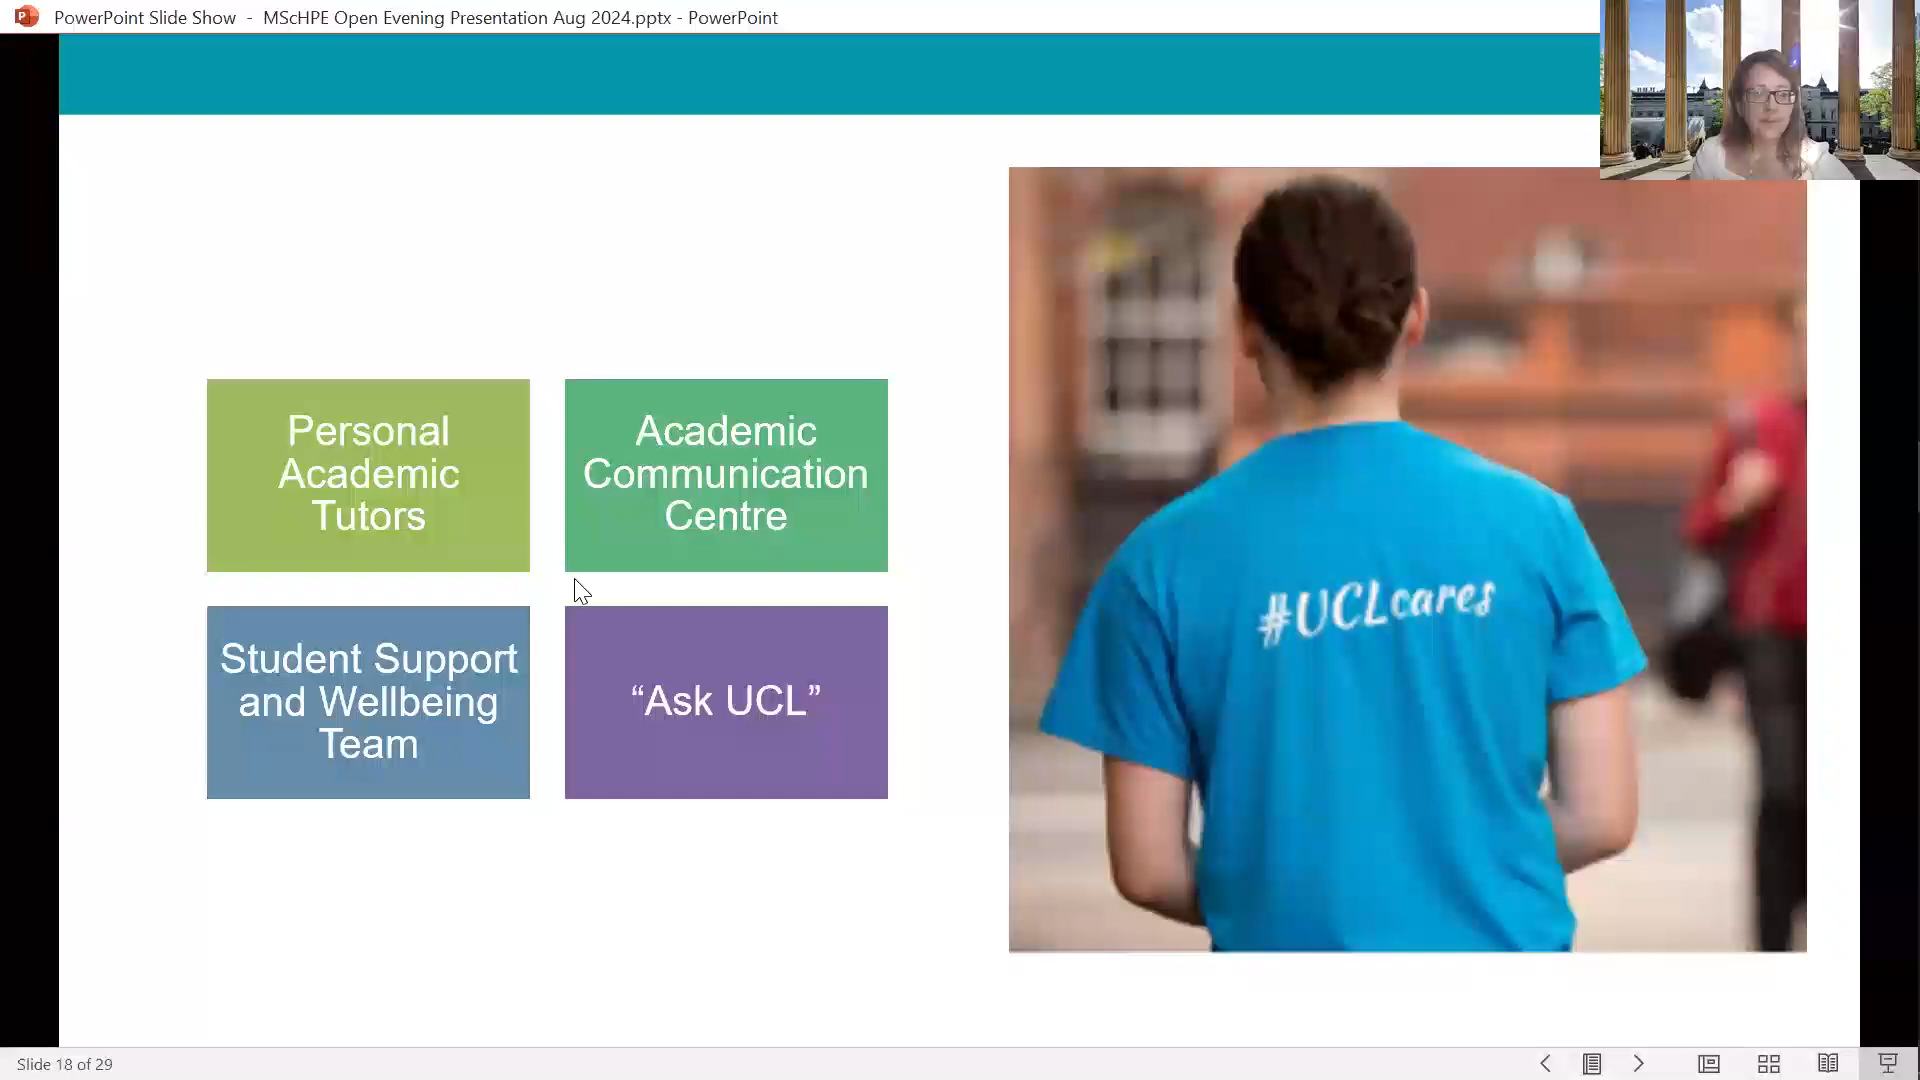 PowerPoint Slide Show - MScHPE Open Evening Presentation Aug 2024.pptx - PowerPoint
Personal
Academic
Tutors
Academic
Communication
Centre
Student Support
and Wellbeing
Team
“Ask UCL”
#UCLcares
Slide 18 of 29